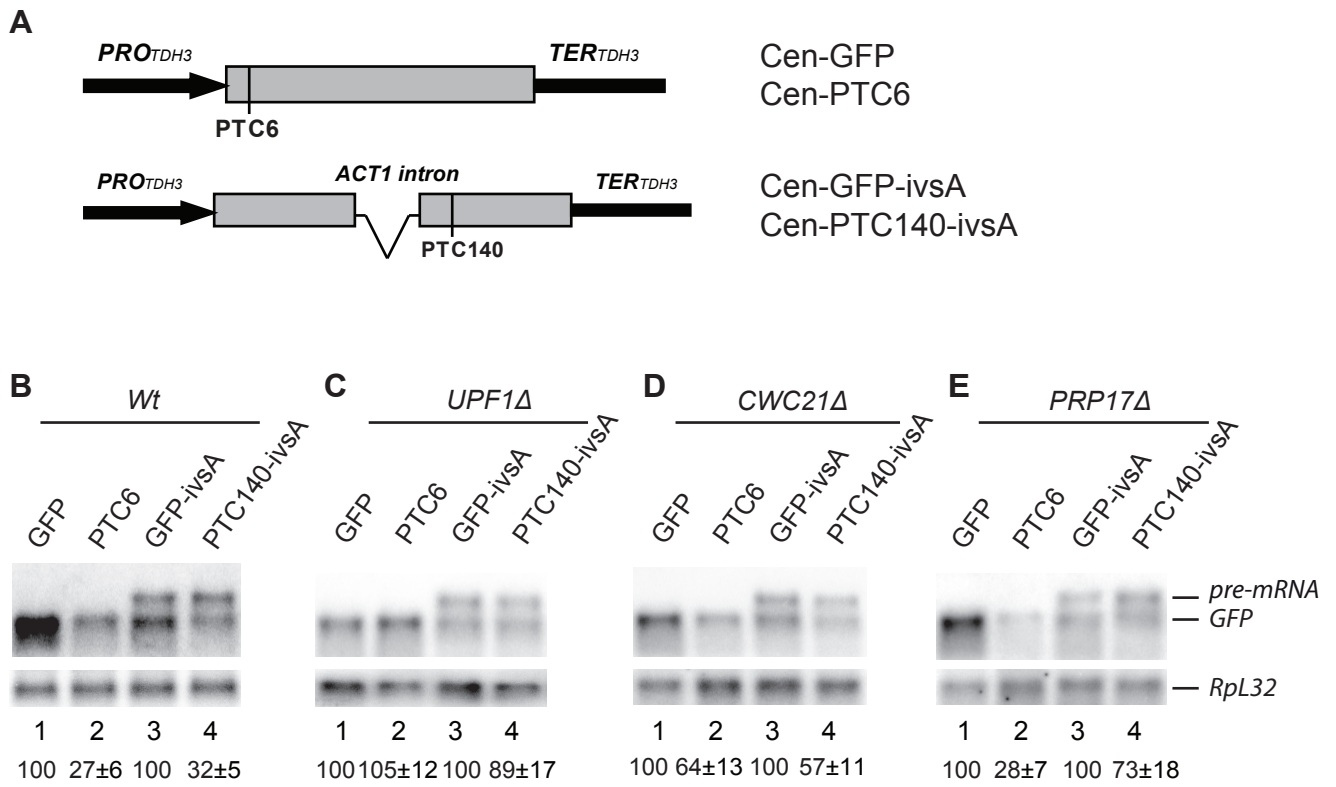 A
PROTDH3 TERTDH3
PTC6
Cen-GFP
Cen-PTC6
PROTDH3 ACT1 intron TERTDH3
PTC140
Cen-GFP-ivsA
Cen-PTC140-ivsA
B Wt
GFP PTC6 GFP-ivsA PTC140-ivsA
1 2 3 4
100 27±6 100 32±5
C UPF1Δ
GFP PTC6 GFP-ivsA PTC140-ivsA
1 2 3 4
100 105±12 100 89±17
D CWC21Δ
GFP PTC6 GFP-ivsA PTC140-ivsA
1 2 3 4
100 64±13 100 57±11
E PRP17Δ
GFP PTC6 GFP-ivsA PTC140-ivsA
pre-mRNA
GFP
RpL32
1 2 3 4
100 28±7 100 73±18